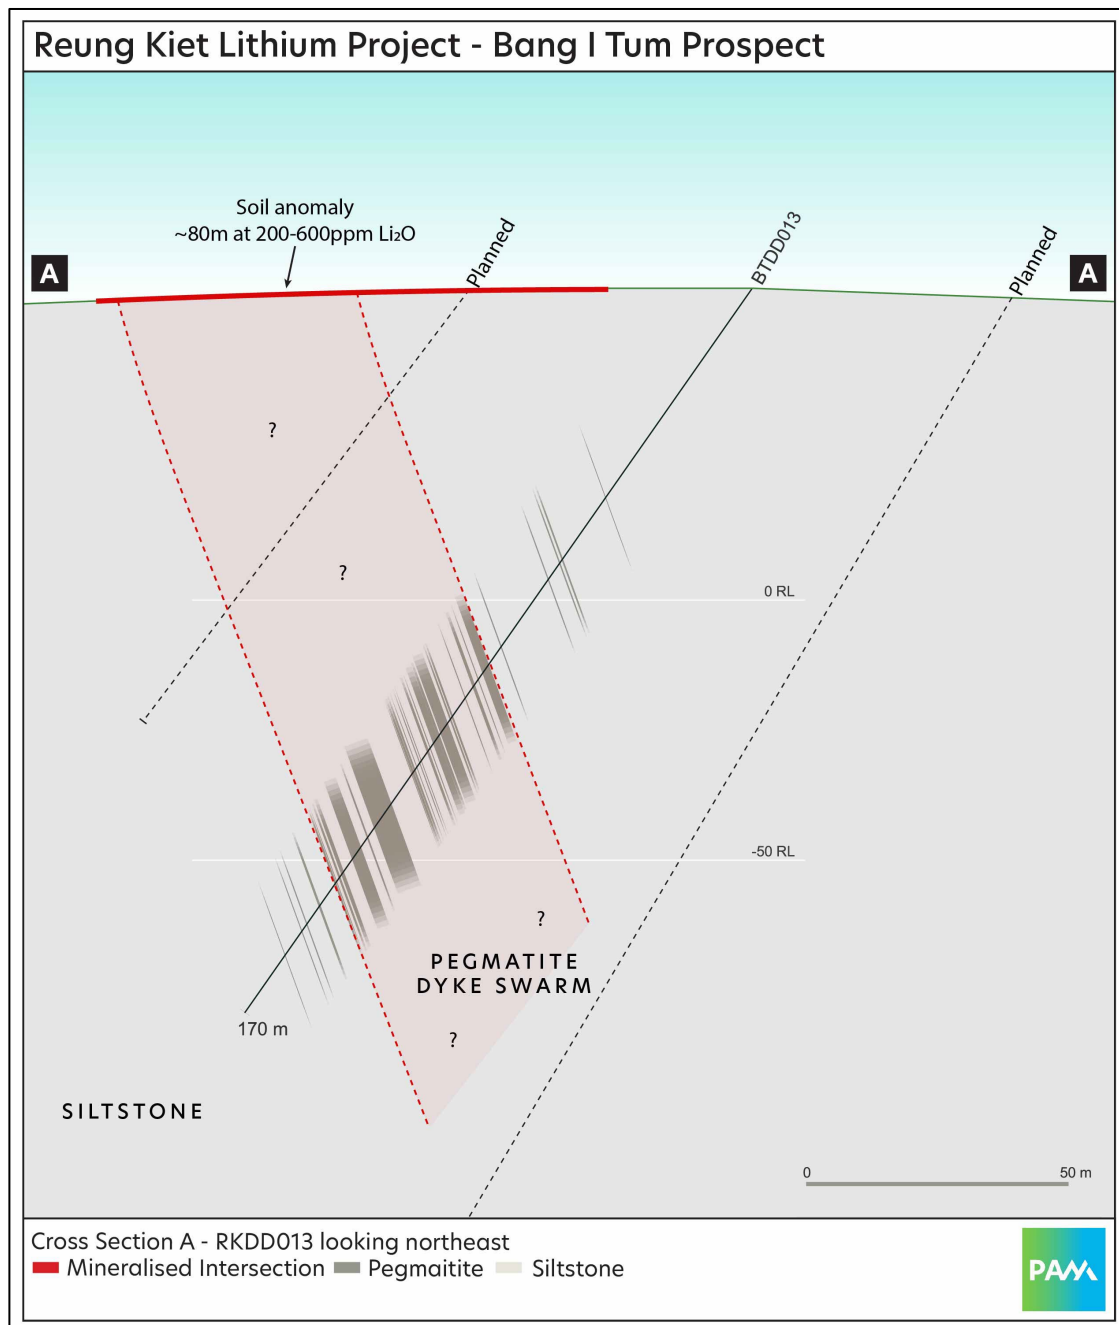 Reung Kiet Lithium Project - Bang I Tum Prospect
Soil anomaly
~80m at 200-600ppm Li₂O
Planned
BTDD013
Planned
A
A
?
?
0 RL
-50 RL
?
PEGMATITE
DYKE SWARM
170 m
?
SILTSTONE
0
50 m
Cross Section A - RKDD013 looking northeast
Mineralised Intersection
Pegmaitite
Siltstone
PAM